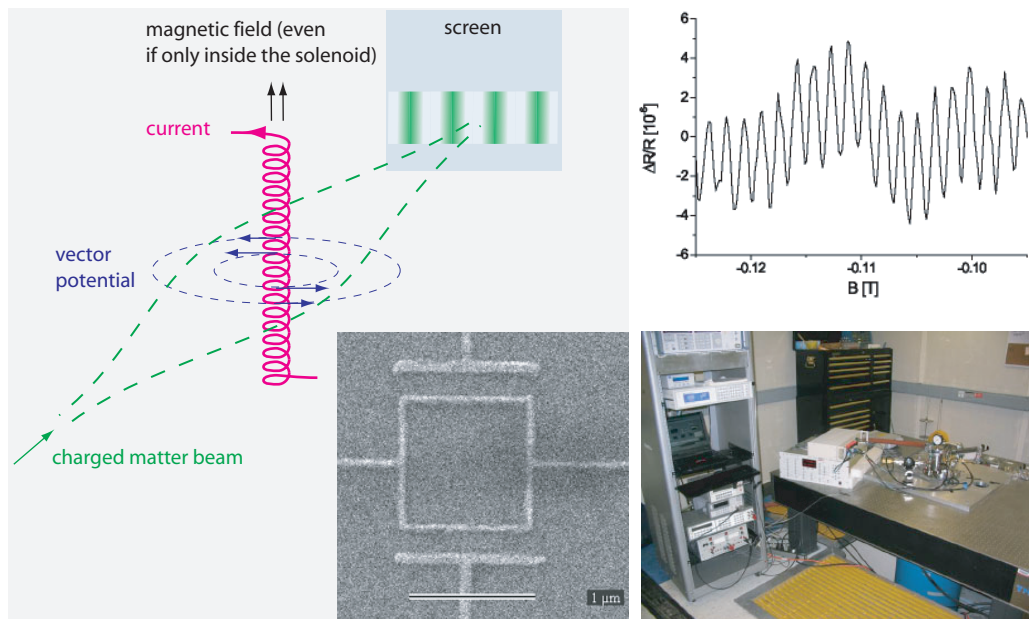 magnetic field (even
if only inside the solenoid)
screen
current
vector
potential
charged matter beam
1 μm
6
4
2
0
-2
-4
-6
ΔR/R [10⁻⁶]
-0.12
-0.11
-0.10
B [T]